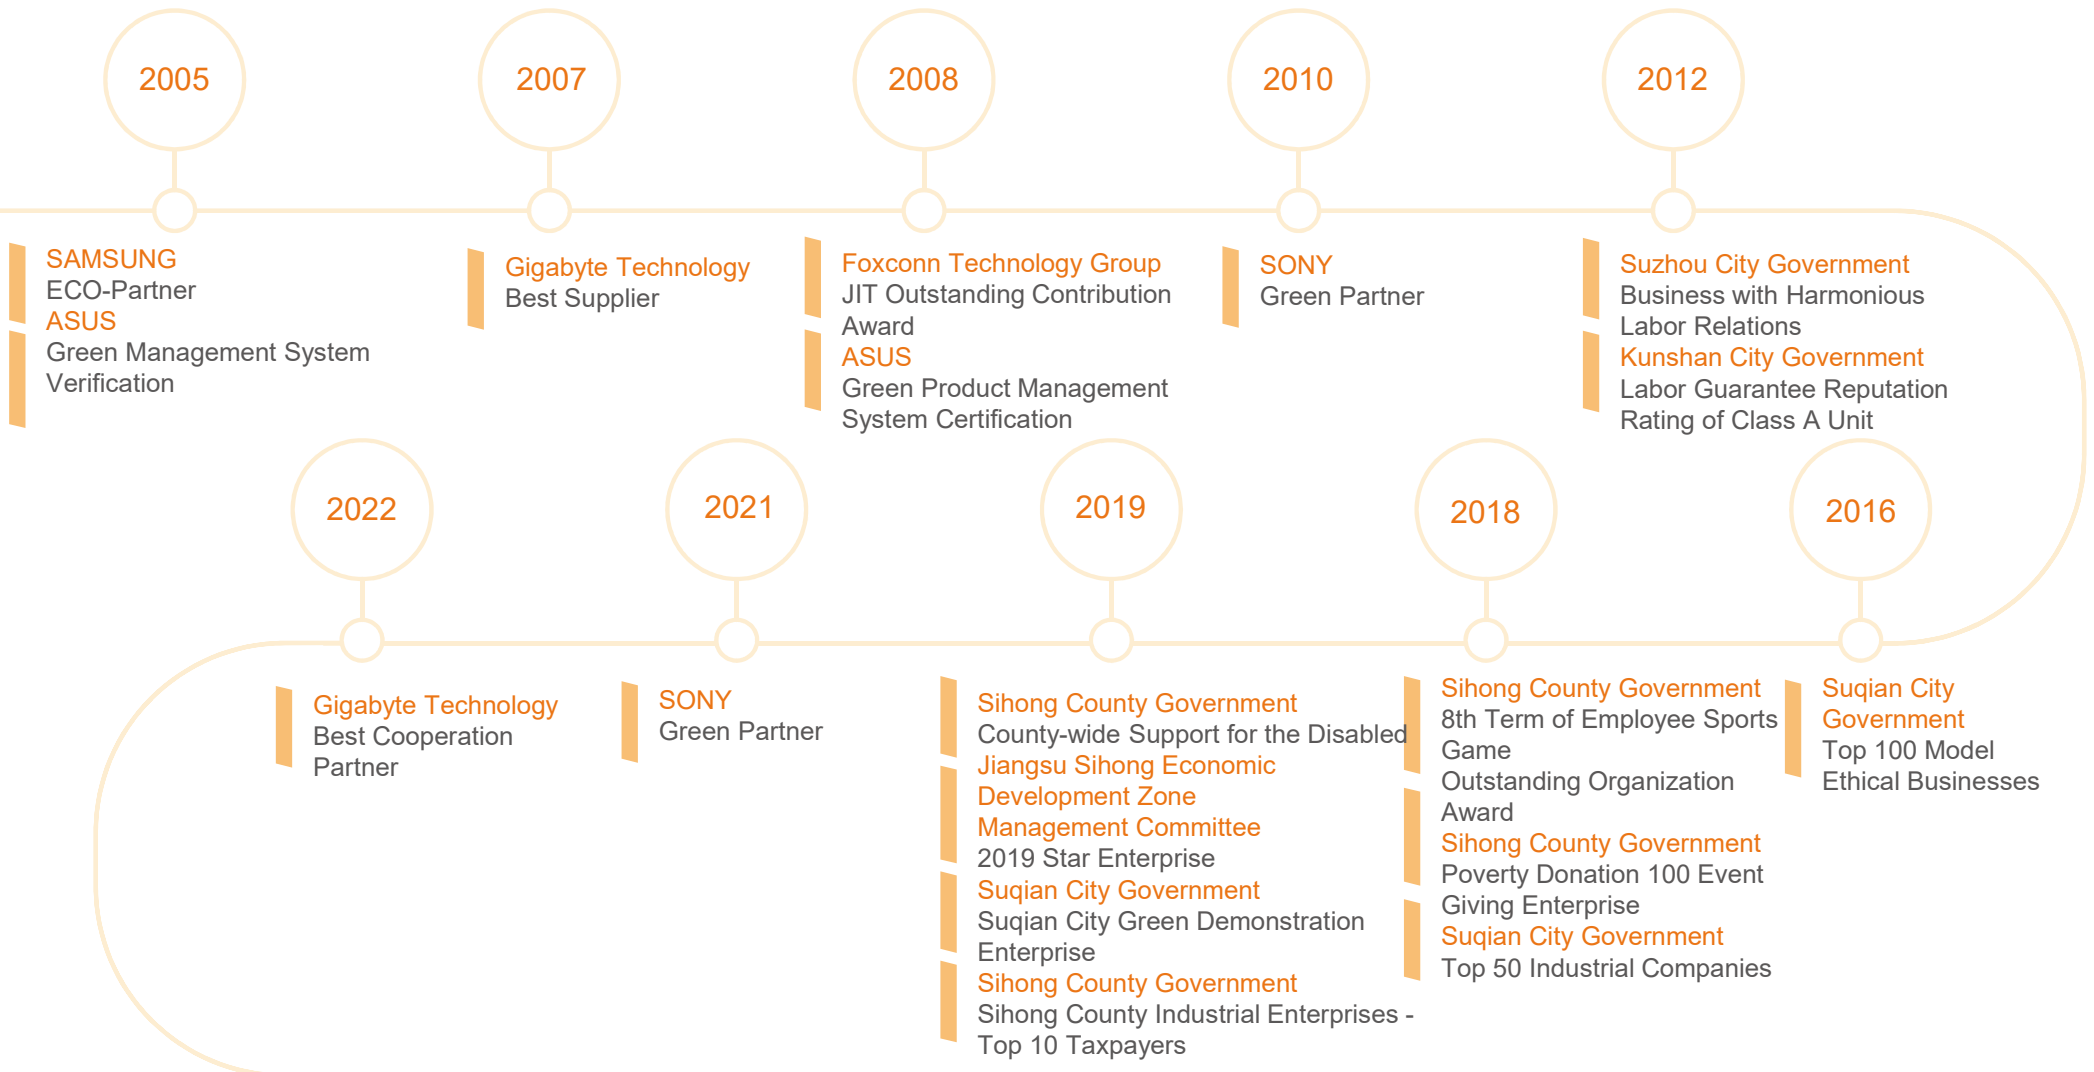 2005
SAMSUNG
ECO-Partner
ASUS
Green Management System
Verification
2007
Gigabyte Technology
Best Supplier
2008
Foxconn Technology Group
JIT Outstanding Contribution
Award
ASUS
Green Product Management
System Certification
2010
SONY
Green Partner
2012
Suzhou City Government
Business with Harmonious
Labor Relations
Kunshan City Government
Labor Guarantee Reputation
Rating of Class A Unit
2016
Suqian City
Government
Top 100 Model
Ethical Businesses
2018
Sihong County Government
8th Term of Employee Sports
Game
Outstanding Organization
Award
Sihong County Government
Poverty Donation 100 Event
Giving Enterprise
Suqian City Government
Top 50 Industrial Companies
2019
Sihong County Government
County-wide Support for the Disabled
Jiangsu Sihong Economic
Development Zone
Management Committee
2019 Star Enterprise
Suqian City Government
Suqian City Green Demonstration
Enterprise
Sihong County Government
Sihong County Industrial Enterprises -
Top 10 Taxpayers
2021
SONY
Green Partner
2022
Gigabyte Technology
Best Cooperation
Partner